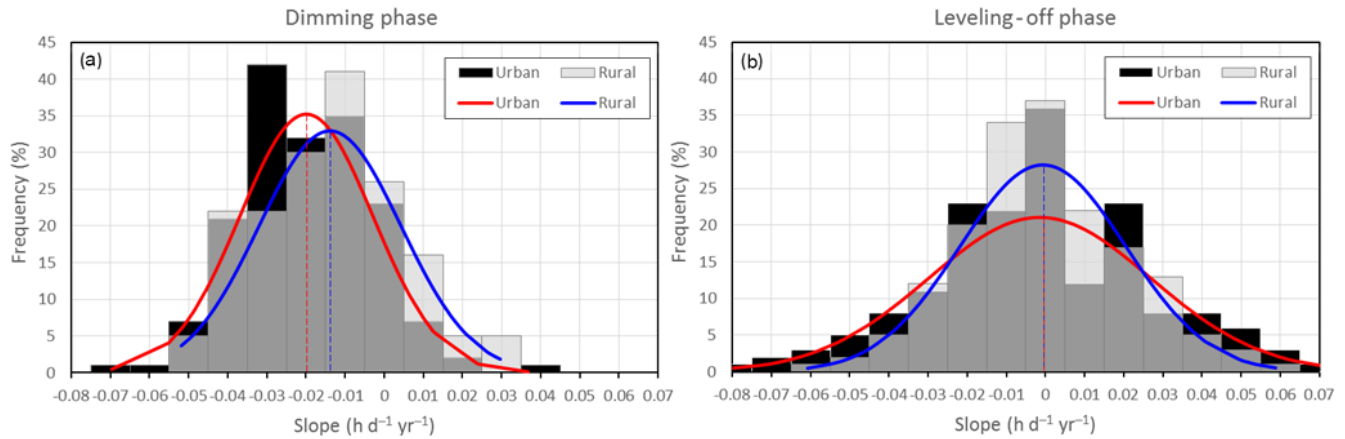 Dimming phase
(a)
Urban Rural
Urban Rural
45
40
35
30
25
20
15
10
5
0
Frequency (%)
-0.08 -0.07 -0.06 -0.05 -0.04 -0.03 -0.02 -0.01 0 0.01 0.02 0.03 0.04 0.05 0.06 0.07
Slope (h d⁻¹ yr⁻¹)
Leveling-off phase
(b)
Urban Rural
Urban Rural
45
40
35
30
25
20
15
10
5
0
Frequency (%)
-0.08 -0.07 -0.06 -0.05 -0.04 -0.03 -0.02 -0.01 0 0.01 0.02 0.03 0.04 0.05 0.06 0.07
Slope (h d⁻¹ yr⁻¹)